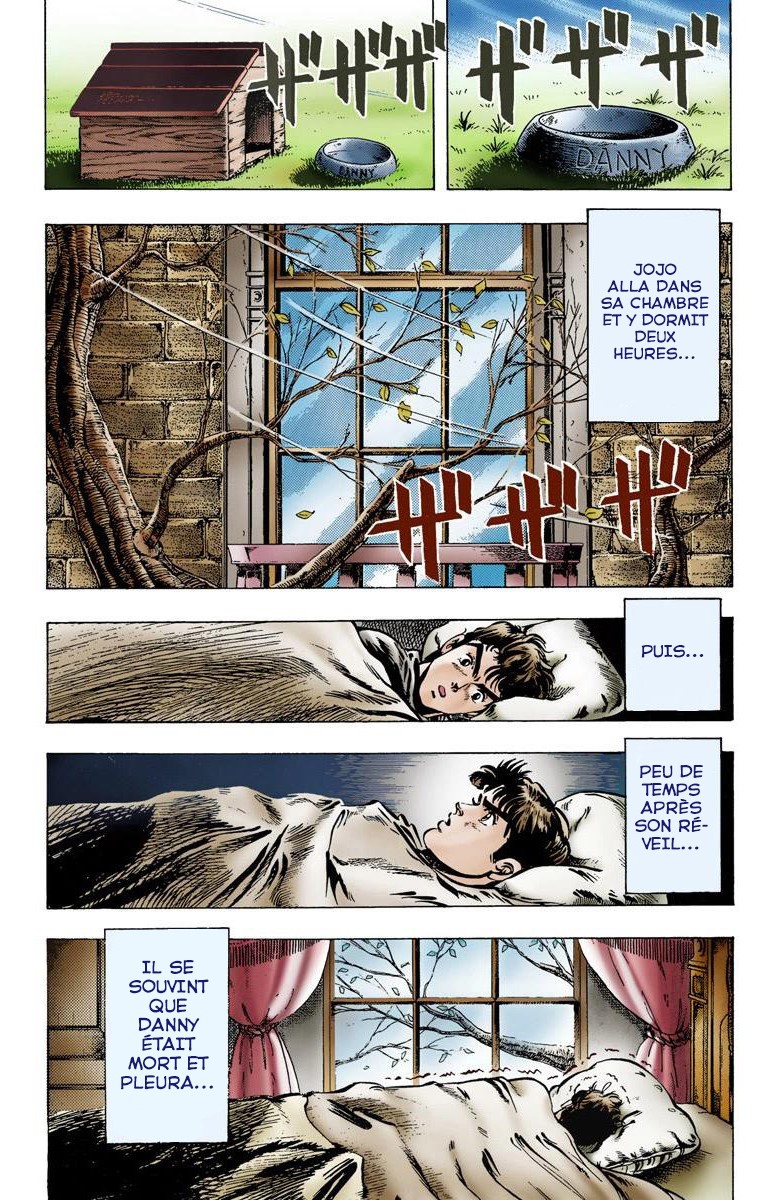 ザザザ
DANNY
ザザザ
DANNY
JOJO
ALLA DANS
SA CHAMBRE
ET Y DORMIT
DEUX
HEURES...
ザザザ
PUIS...
PEU DE
TEMPS
APRÈS
SON RÉ-
VEIL...
IL SE
SOUVINT
QUE
DANNY
ÉTAIT
MORT ET
PLEURA...